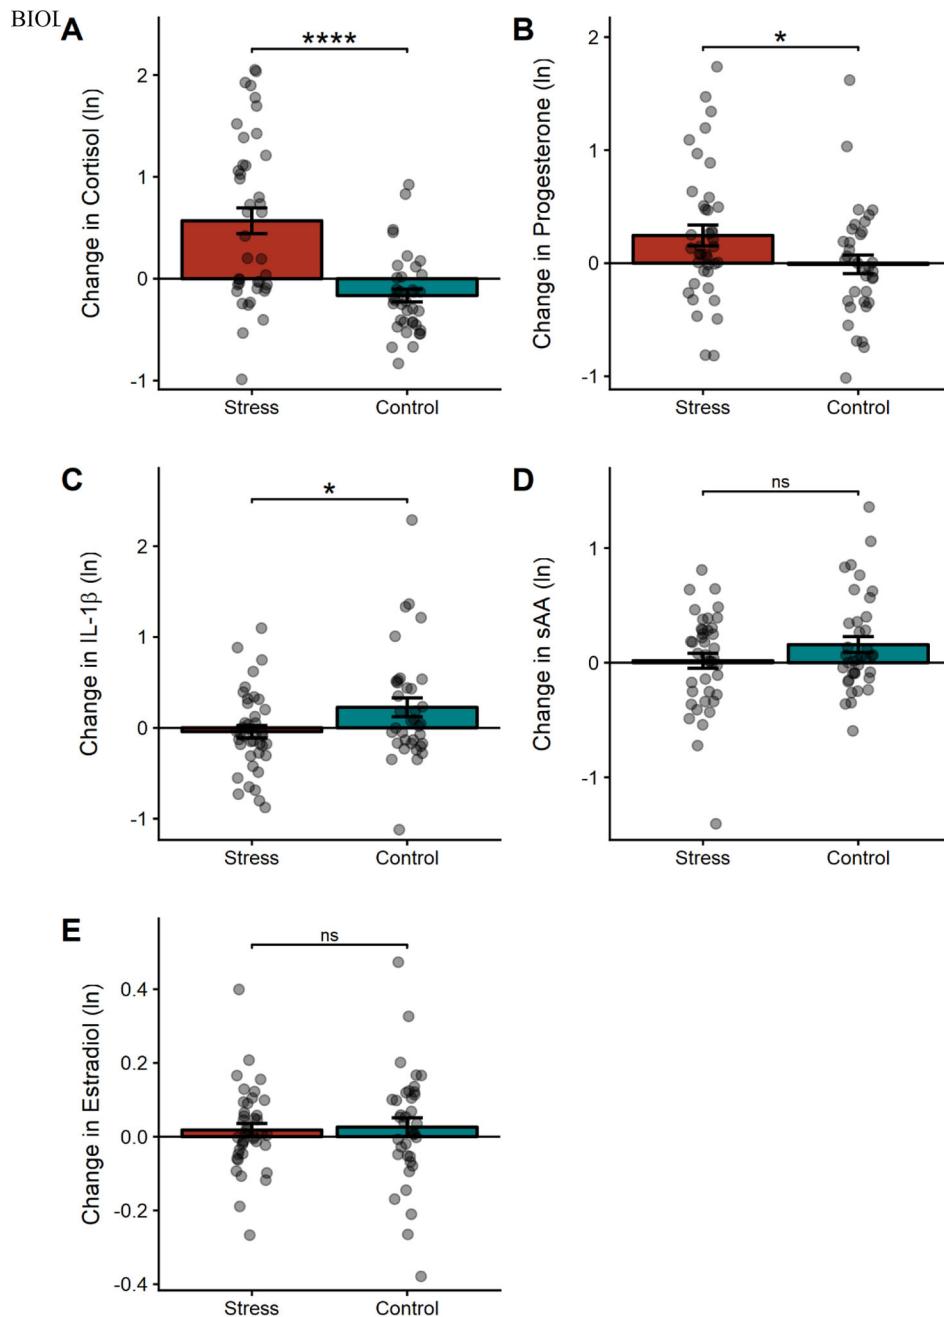 BIOL
A
B
****
*
Change in Cortisol (ln)
2
1
0
-1
Stress Control
Change in Progesterone (ln)
2
1
0
-1
Stress Control
C
D
*
ns
Change in IL-1β (ln)
2
1
0
-1
Stress Control
Change in sAA (ln)
1
0
-1
Stress Control
E
ns
Change in Estradiol (ln)
0.4
0.2
0.0
-0.2
-0.4
Stress Control